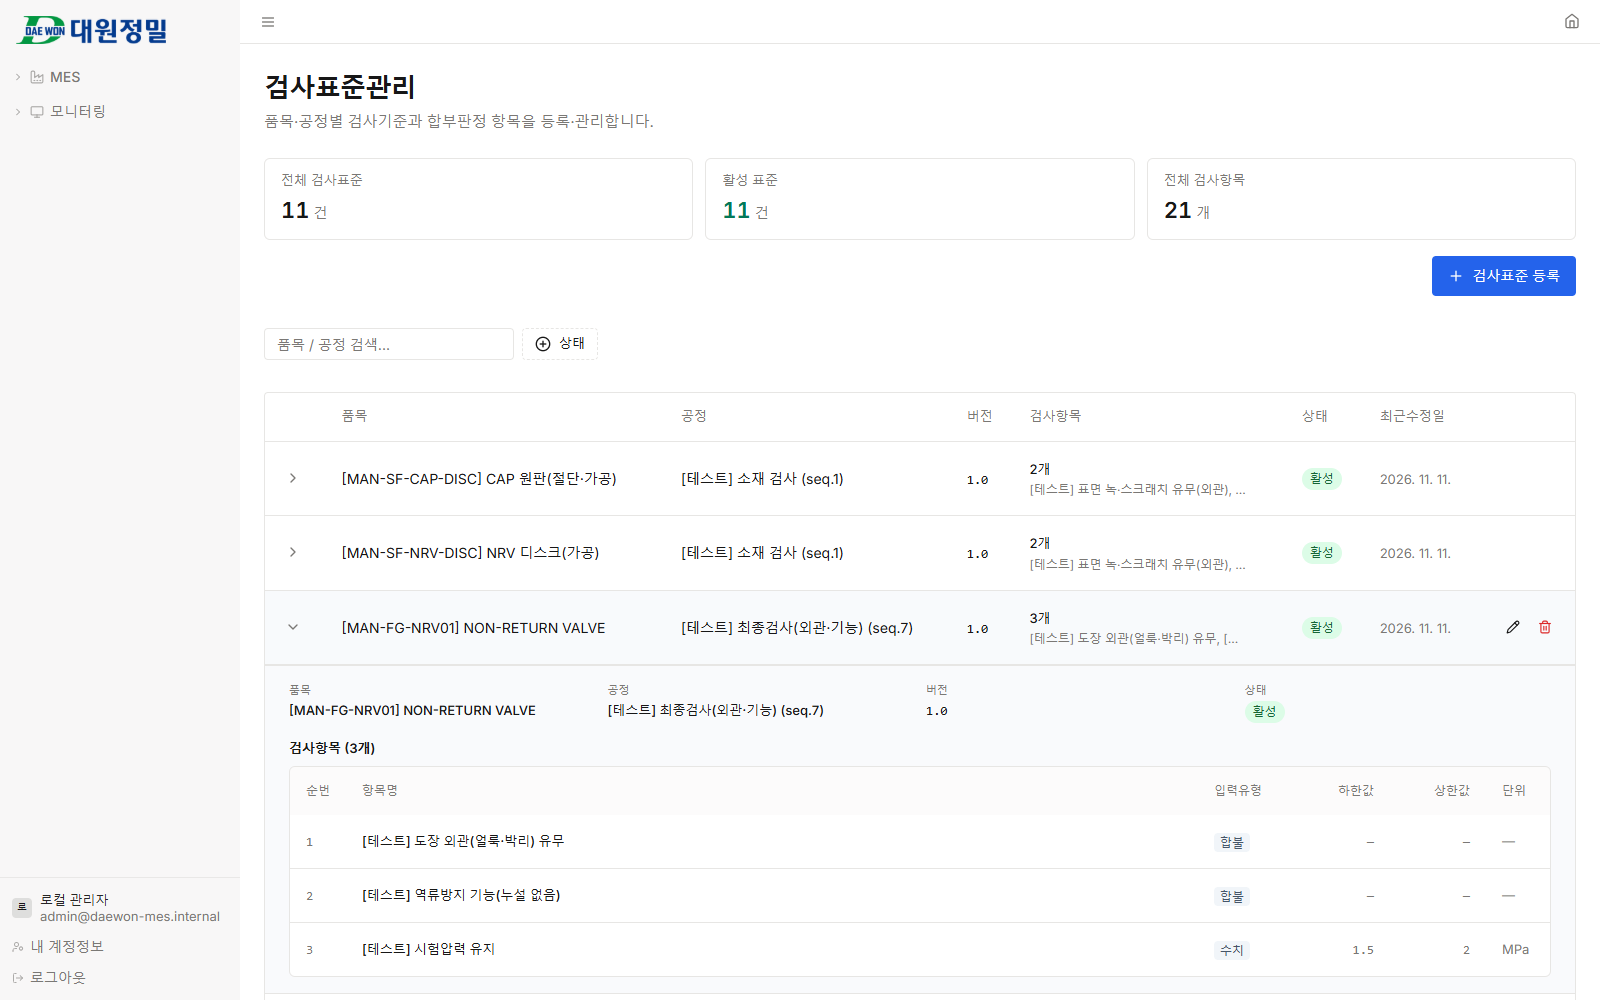 DAE WON 대원정밀
MES
모니터링
검사표준관리
품목·공정별 검사기준과 합부판정 항목을 등록·관리합니다.
전체 검사표준
11 건
활성 표준
11 건
전체 검사항목
21 개
검사표준 등록
품목 / 공정 검색...
상태
품목 공정 버전 검사항목 상태 최근수정일
[MAN-SF-CAP-DISC] CAP 원판(절단·가공) [테스트] 소재 검사 (seq.1) 1.0 2개 활성 2026. 11. 11.
[테스트] 표면 녹·스크래치 유무(외관), ...
[MAN-SF-NRV-DISC] NRV 디스크(가공) [테스트] 소재 검사 (seq.1) 1.0 2개 활성 2026. 11. 11.
[테스트] 표면 녹·스크래치 유무(외관), ...
[MAN-FG-NRV01] NON-RETURN VALVE [테스트] 최종검사(외관·기능) (seq.7) 1.0 3개 활성 2026. 11. 11.
[테스트] 도장 외관(얼룩·박리) 유무, [...
품목 공정 버전 상태
[MAN-FG-NRV01] NON-RETURN VALVE [테스트] 최종검사(외관·기능) (seq.7) 1.0 활성
검사항목 (3개)
순번 항목명 입력유형 하한값 상한값 단위
1 [테스트] 도장 외관(얼룩·박리) 유무 합불 – – —
2 [테스트] 역류방지 기능(누설 없음) 합불 – – —
3 [테스트] 시험압력 유지 수치 1.5 2 MPa
로 로컬 관리자
admin@daewon-mes.internal
내 계정정보
로그아웃